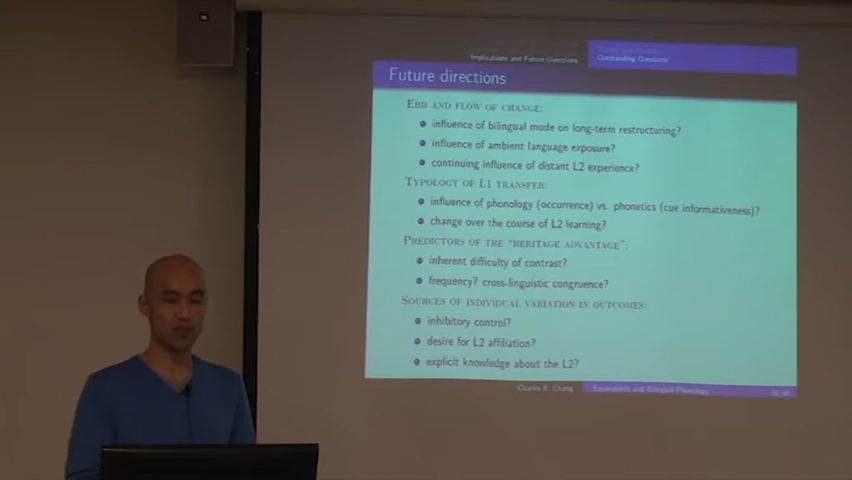 Implications and Future Directions
Outstanding Questions
Future directions
EBB AND FLOW OF CHANGE:
influence of bilingual mode on long-term restructuring?
influence of ambient language exposure?
continuing influence of distant L2 experience?
TYPOLOGY OF L1 TRANSFER:
influence of phonology (occurrence) vs. phonetics (cue informativeness)?
change over the course of L2 learning?
PREDICTORS OF THE "HERITAGE ADVANTAGE":
inherent difficulty of contrast?
frequency? cross-linguistic congruence?
SOURCES OF INDIVIDUAL VARIATION IN OUTCOMES:
inhibitory control?
desire for L2 affiliation?
explicit knowledge about the L2?
Charles B. Chang
Equivalence and Bilingual Phonology